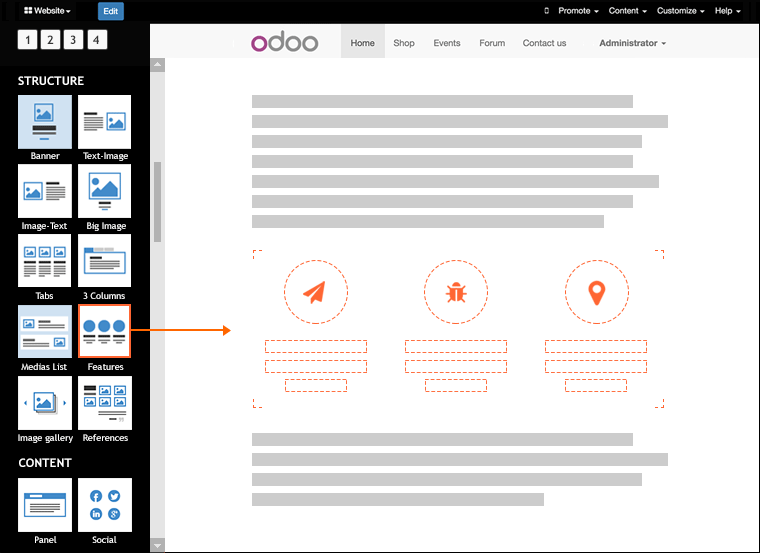 Website
Edit
Promote
Content
Customize
Help
1 2 3 4
odoo
Home
Shop
Events
Forum
Contact us
Administrator
STRUCTURE
Banner
Text-Image
Image-Text
Big Image
Tabs
3 Columns
Medias List
Features
Image gallery
References
CONTENT
Panel
Social